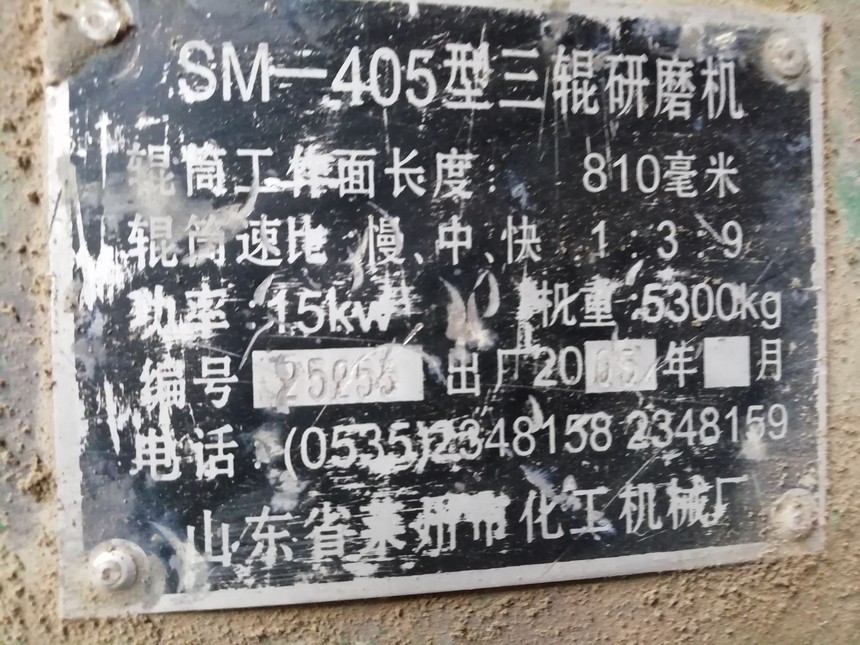 SM—405型三辊研磨机
辊筒工作面长度: 810毫米
辊筒速比:慢、中、快 1:3:9
功率:15kw 机重:5300kg
编号 出厂20 年 月
电话:(0535)2348158 2348159
山东省莱州市化工机械厂